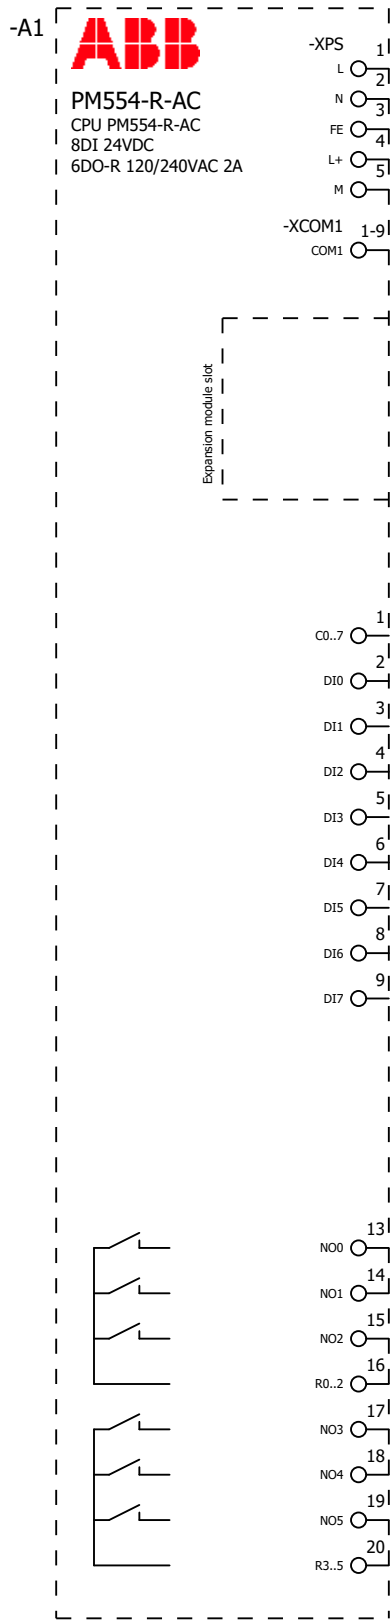 -A1
ABB
PM554-R-AC
CPU PM554-R-AC
8DI 24VDC
6DO-R 120/240VAC 2A
-XPS
1
L
2
N
3
FE
4
L+
5
M
-XCOM1 1-9
COM1
Expansion module slot
1
C0..7
2
DI0
3
DI1
4
DI2
5
DI3
6
DI4
7
DI5
8
DI6
9
DI7
13
NO0
14
NO1
15
NO2
16
R0..2
17
NO3
18
NO4
19
NO5
20
R3..5